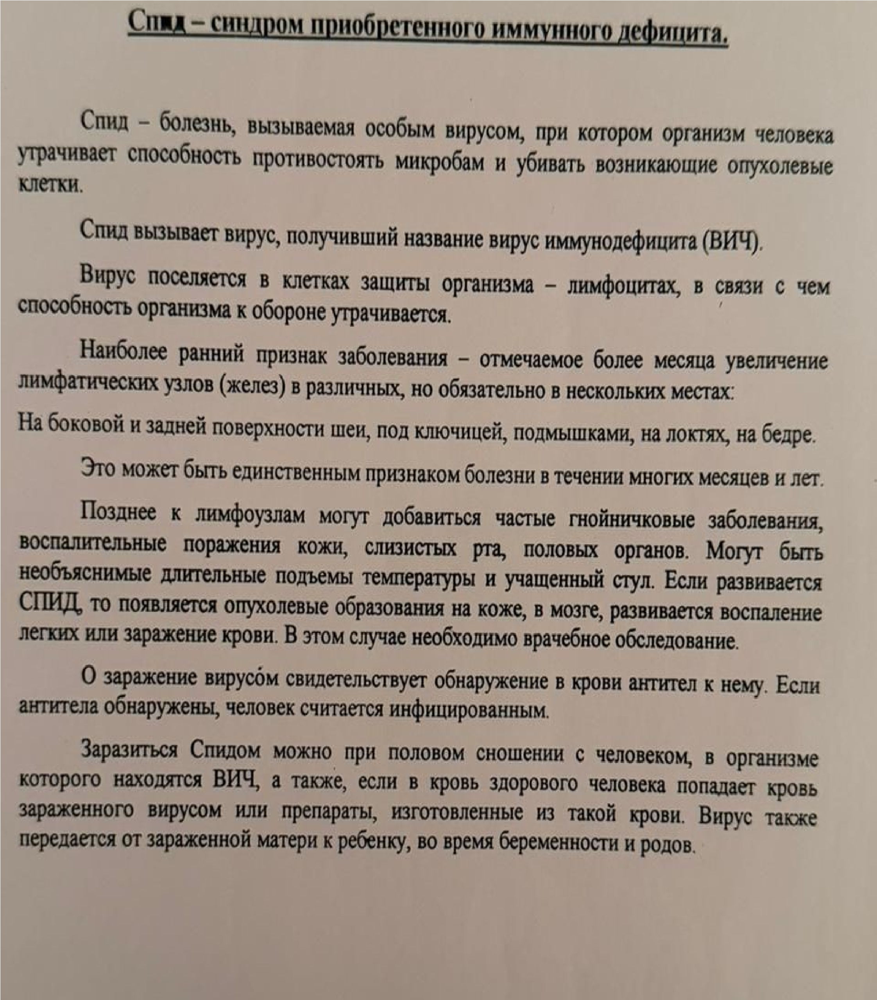 Спид – синдром приобретенного иммунного дефицита.
Спид – болезнь, вызываемая особым вирусом, при котором организм человека
утрачивает способность противостоять микробам и убивать возникающие опухолевые
клетки.
Спид вызывает вирус, получивший название вирус иммунодефицита (ВИЧ).
Вирус поселяется в клетках защиты организма – лимфоцитах, в связи с чем
способность организма к обороне утрачивается.
Наиболее ранний признак заболевания – отмечаемое более месяца увеличение
лимфатических узлов (желез) в различных, но обязательно в нескольких местах:
На боковой и задней поверхности шеи, под ключицей, подмышками, на локтях, на бедре.
Это может быть единственным признаком болезни в течении многих месяцев и лет.
Позднее к лимфоузлам могут добавиться частые гнойничковые заболевания,
воспалительные поражения кожи, слизистых рта, половых органов. Могут быть
необъяснимые длительные подъемы температуры и учащенный стул. Если развивается
СПИД, то появляется опухолевые образования на коже, в мозге, развивается воспаление
легких или заражение крови. В этом случае необходимо врачебное обследование.
О заражение вирусом свидетельствует обнаружение в крови антител к нему. Если
антитела обнаружены, человек считается инфицированным.
Заразиться Спидом можно при половом сношении с человеком, в организме
которого находятся ВИЧ, а также, если в кровь здорового человека попадает кровь
зараженного вирусом или препараты, изготовленные из такой крови. Вирус также
передается от зараженной матери к ребенку, во время беременности и родов.